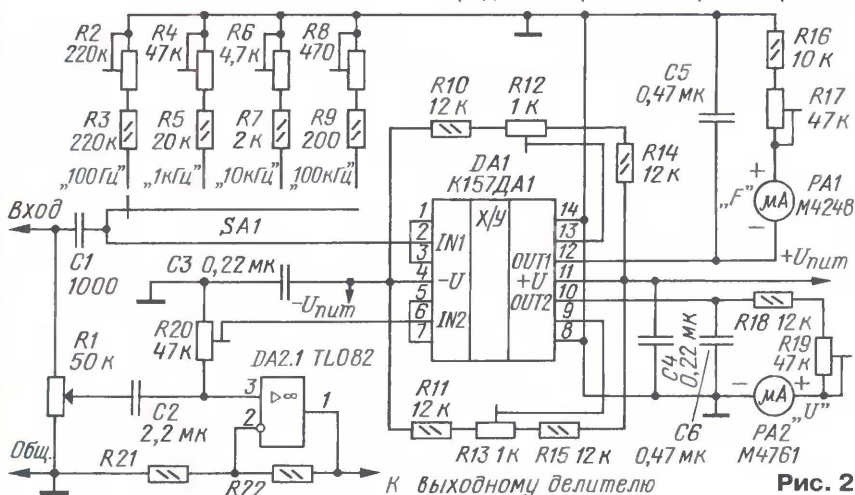 R2
220к
R4
47к
R6
4,7к
R8
470
R16
10 к
C5
0,47 мк
R17
47к
R10
12 к
R12
1 к
R3
220к
R5
20 к
R7
2 к
R9
200
R14
12 к
DA1
К157ДА1
„100Гц”
„1кГц”
„10кГц”
„100кГц”
+
„F”
мА
PA1
М4248
–
Вход
SA1
C1
1000
1
2
3
4
5
6
7
IN1
-U
IN2
X/Y
OUT1
+U
OUT2
14
13
12
11
10
9
8
+Uпит
C3 0,22 мк
-Uпит
R18 12 к
R19
47к
R1
50 к
R20
47к
DA2.1 TL082
C4
0,22 мк
3
2
▷∞
1
R11
12 к
– мА +
„U”
C2
2,2 мк
R13 1к
R15 12 к
C6
0,47 мк
PA2
М4761
Общ.
R21
R22
К выходному делителю
Рис. 2